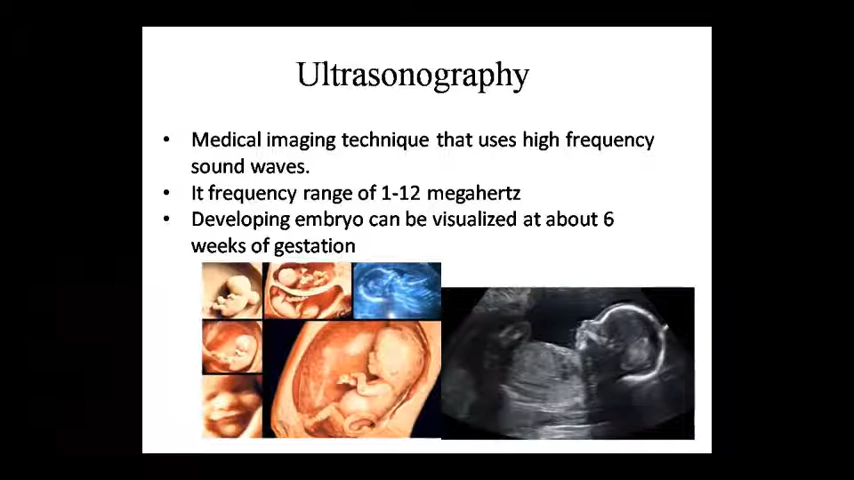 Ultrasonography
• Medical imaging technique that uses high frequency
sound waves.
• It frequency range of 1-12 megahertz
• Developing embryo can be visualized at about 6
weeks of gestation